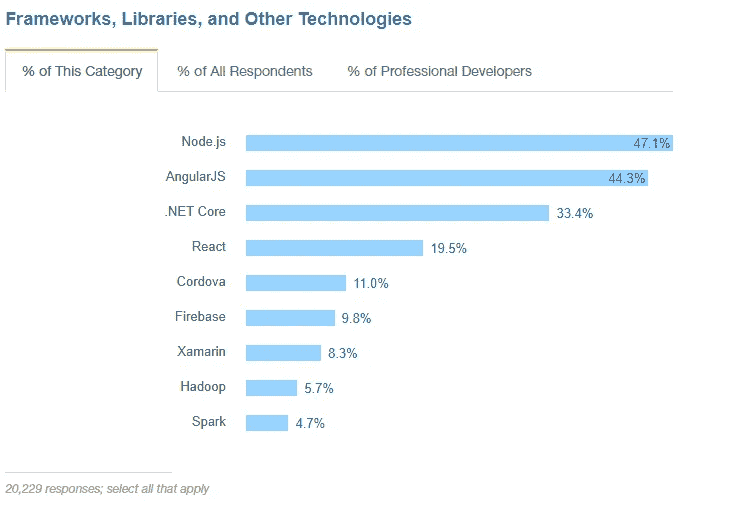 Frameworks, Libraries, and Other Technologies
% of This Category % of All Respondents % of Professional Developers
Node.js 47.1%
AngularJS 44.3%
.NET Core 33.4%
React 19.5%
Cordova 11.0%
Firebase 9.8%
Xamarin 8.3%
Hadoop 5.7%
Spark 4.7%
20,229 responses; select all that apply